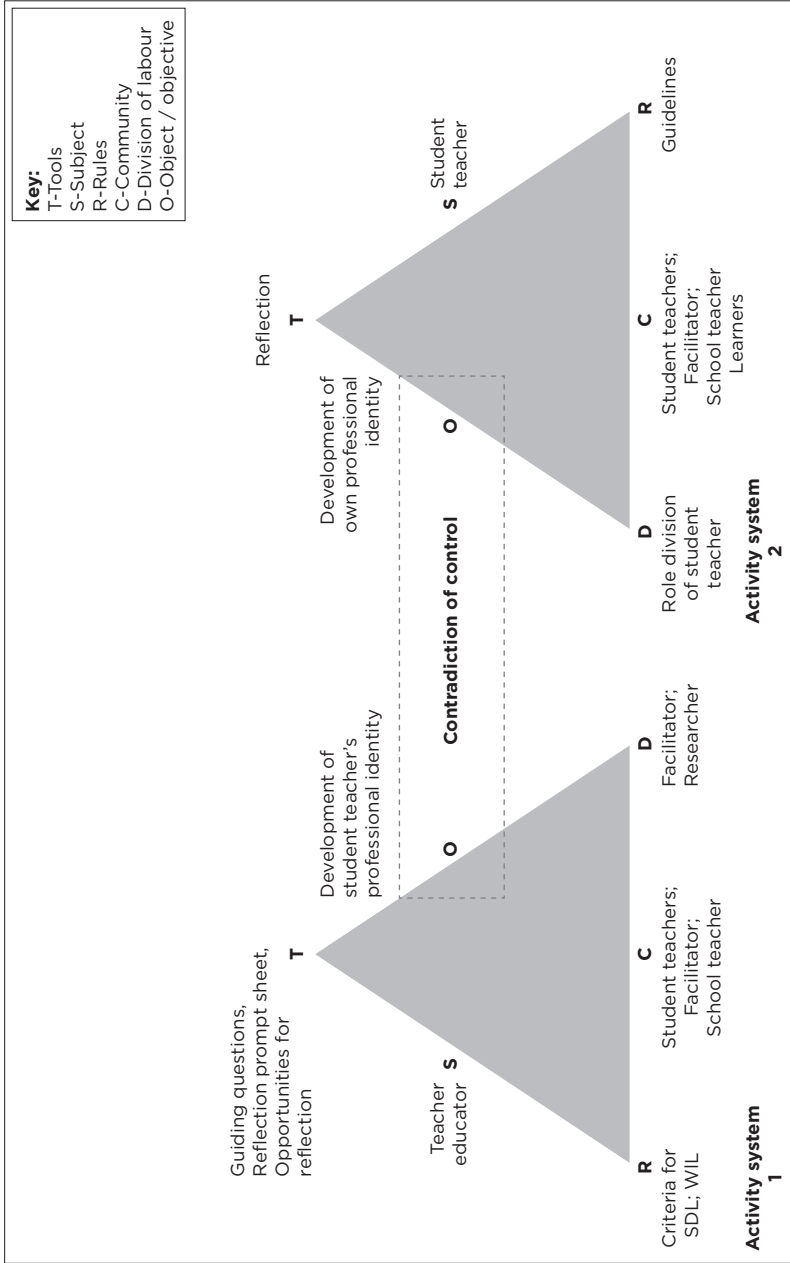 Key:
T-Tools
S-Subject
R-Rules
C-Community
D-Division of labour
O-Object / objective
Guiding questions,
Reflection prompt sheet,
Opportunities for
reflection
T
Development of
student teacher's
professional identity
Teacher
educator
S
O
R
Criteria for
SDL; WIL
C
Student teachers;
Facilitator;
School teacher
D
Facilitator;
Researcher
Activity system
1
Contradiction of control
Reflection
T
Development of
own professional
identity
O
S
Student
teacher
D
Role division
of student
teacher
C
Student teachers;
Facilitator;
School teacher
Learners
R
Guidelines
Activity system
2